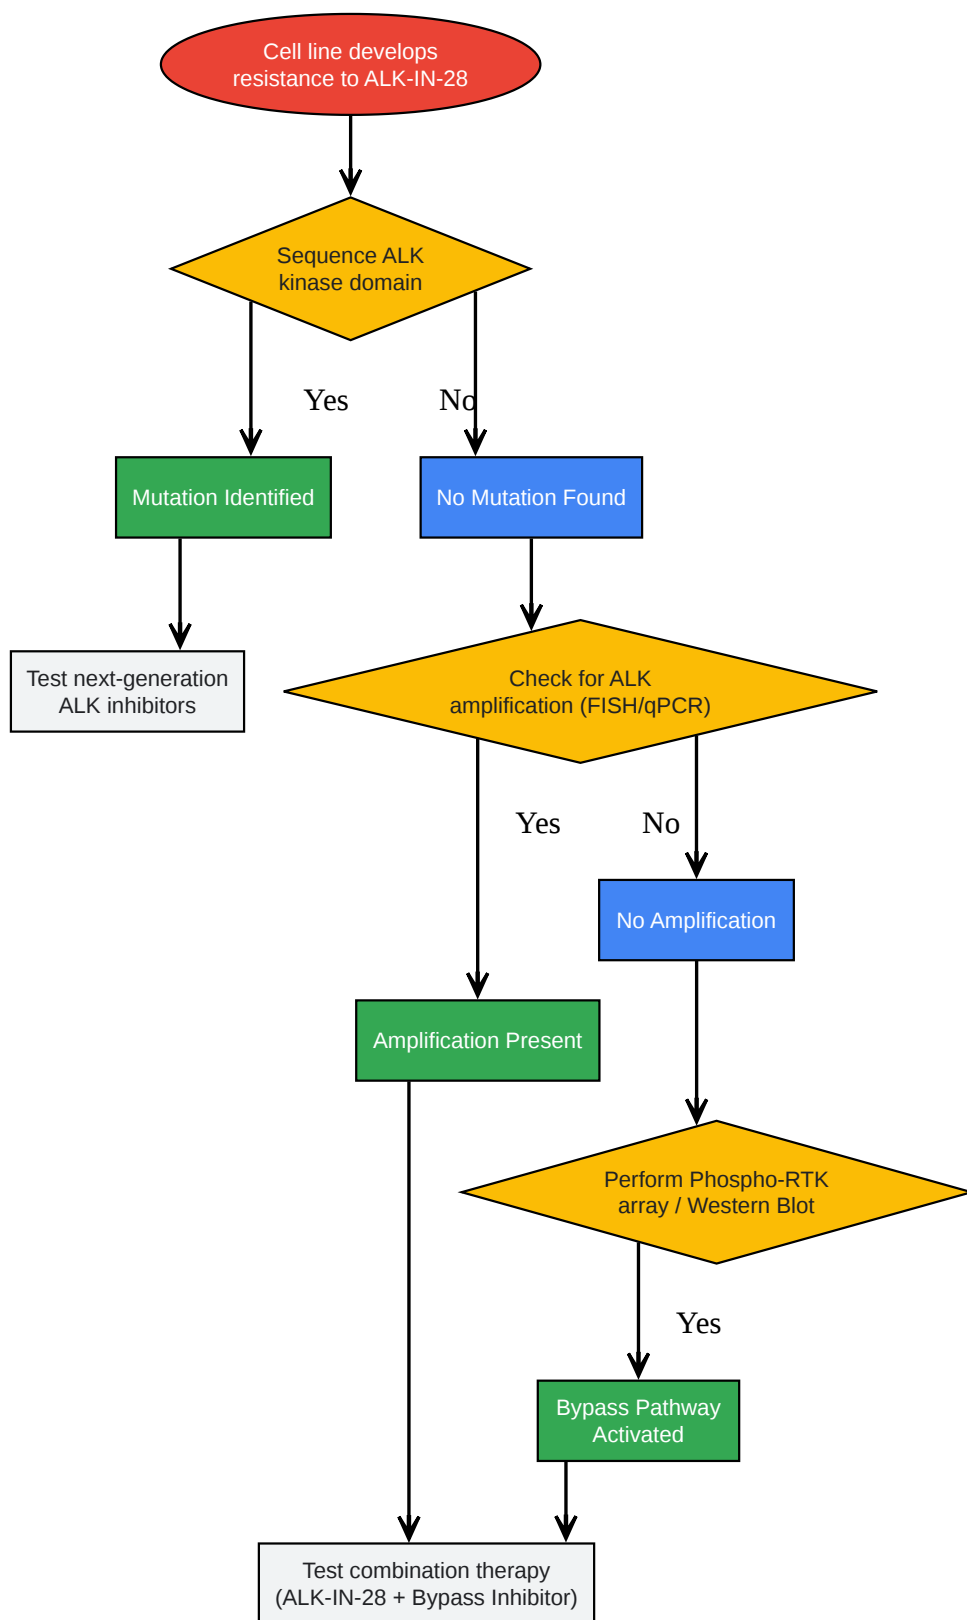 Cell line develops
resistance to ALK-IN-28
Sequence ALK
kinase domain
Yes
No
Mutation Identified
No Mutation Found
Test next-generation
ALK inhibitors
Check for ALK
amplification (FISH/qPCR)
Yes
No
No Amplification
Amplification Present
Perform Phospho-RTK
array / Western Blot
Yes
Bypass Pathway
Activated
Test combination therapy
(ALK-IN-28 + Bypass Inhibitor)